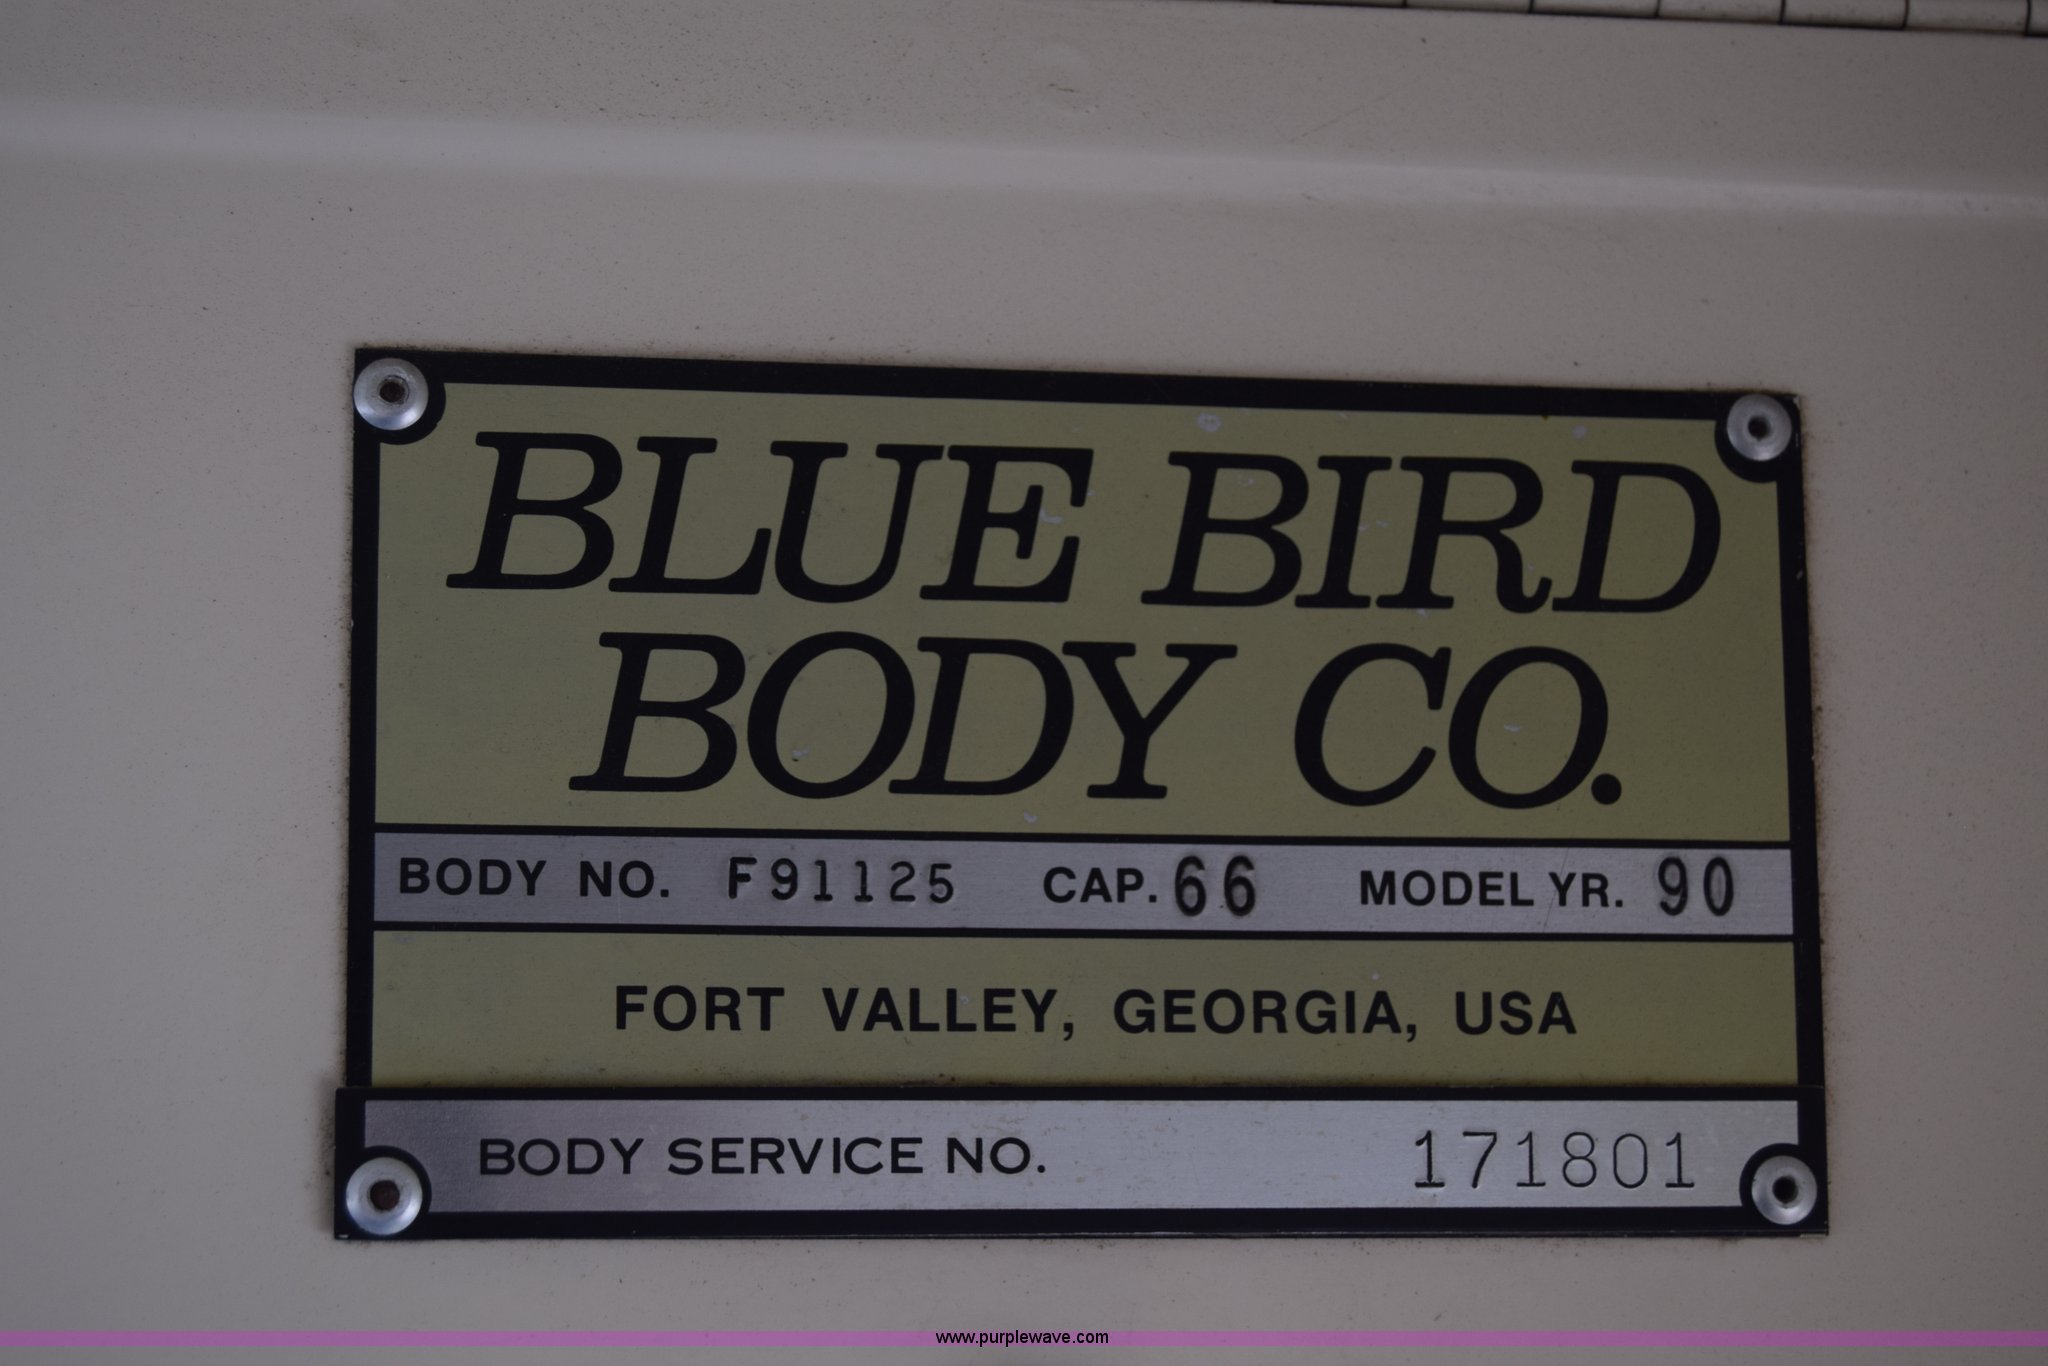 BLUE BIRD
BODY CO.
BODY NO. F91125 CAP. 66 MODEL YR. 90
FORT VALLEY, GEORGIA, USA
BODY SERVICE NO. 171801
www.purplewave.com